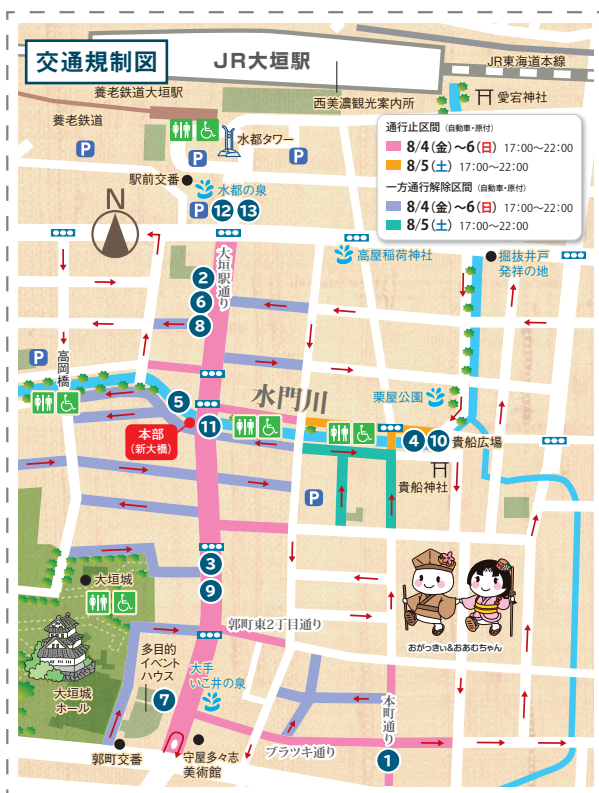 交通規制図
JR大垣駅
JR東海道本線
養老鉄道大垣駅
西美濃観光案内所
愛宕神社
養老鉄道
P
水都タワー
P
P
通行止区間（自動車・原付）
8/4（金）〜6（日）17:00〜22:00
8/5（土）17:00〜22:00
一方通行解除区間（自動車・原付）
8/4（金）〜6（日）17:00〜22:00
8/5（土）17:00〜22:00
駅前交番
水都の泉
P
12
13
N
大垣駅通り
高屋稲荷神社
掘抜井戸
発祥の地
2
6
8
P
高岡橋
水門川
栗屋公園
5
本部
（新大橋）
11
4
10
貴船広場
貴船神社
P
3
9
大垣城
おがっきぃ&おあむちゃん
郭町東2丁目通り
多目的
イベント
ハウス
7
大手
いこ井の泉
大垣城
ホール
本町通り
1
ブラツキ通り
郭町交番
守屋多々志
美術館